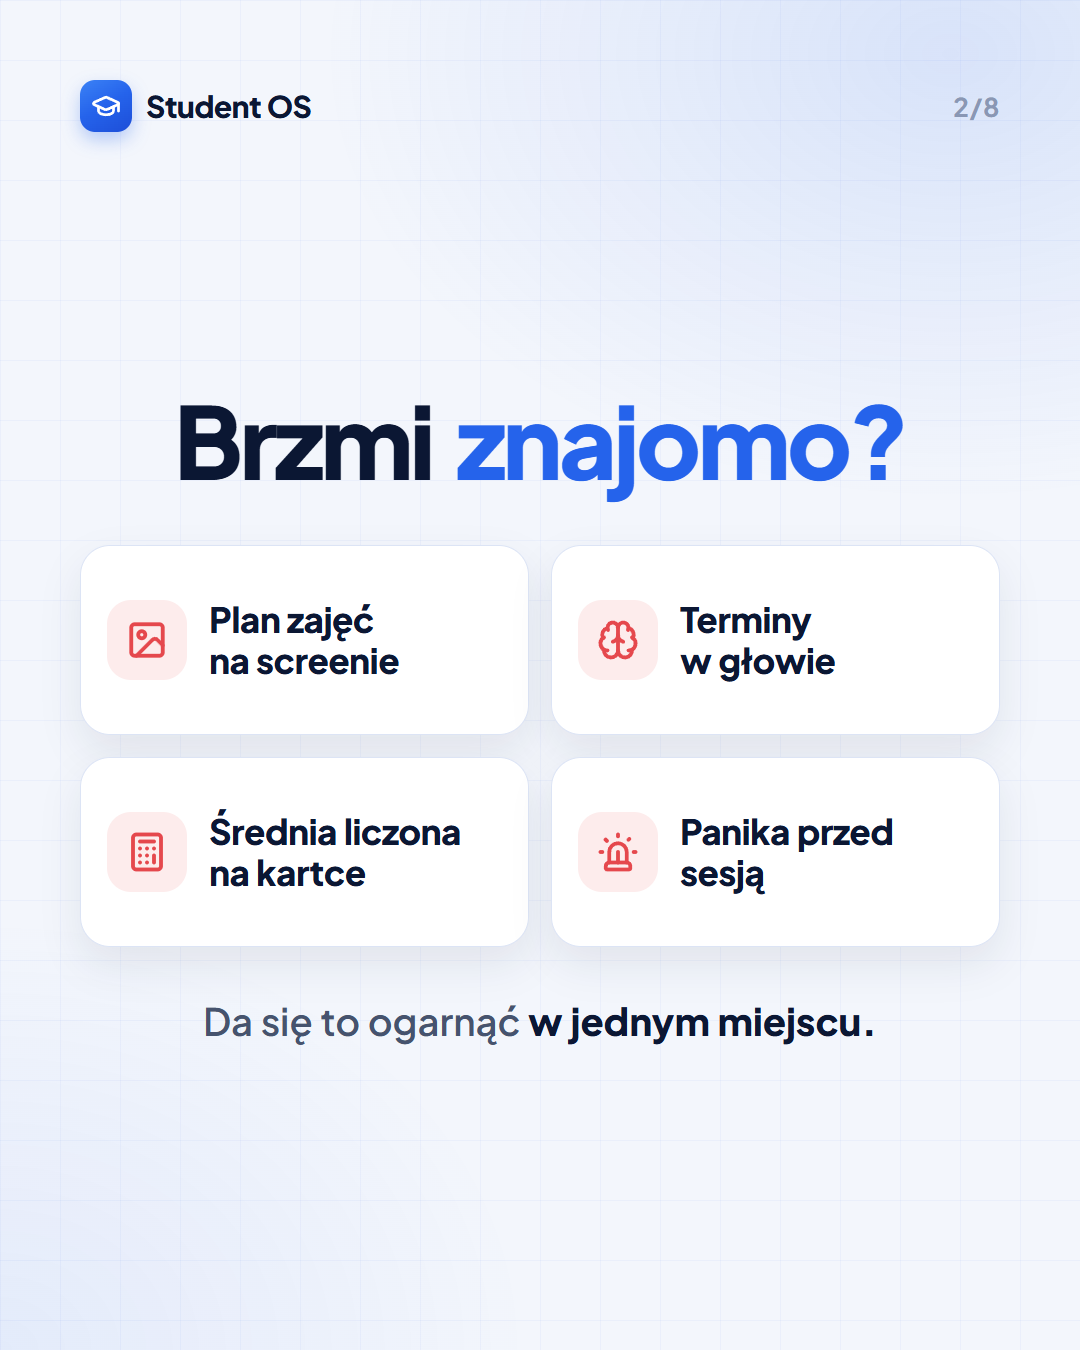 Student OS
2/8
Brzmi znajomo?
Plan zajęć
na screenie
Terminy
w głowie
Średnia liczona
na kartce
Panika przed
sesją
Da się to ogarnąć w jednym miejscu.